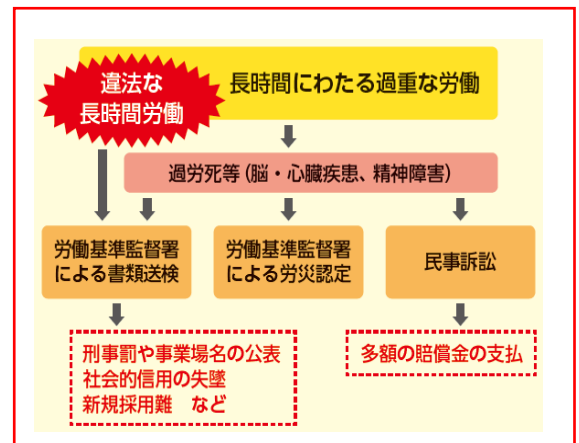 違法な
長時間労働
長時間にわたる過重な労働
過労死等(脳・心臓疾患、精神障害)
労働基準監督署
による書類送検
労働基準監督署
による労災認定
民事訴訟
刑事罰や事業場名の公表
社会的信用の失墜
新規採用難　など
多額の賠償金の支払